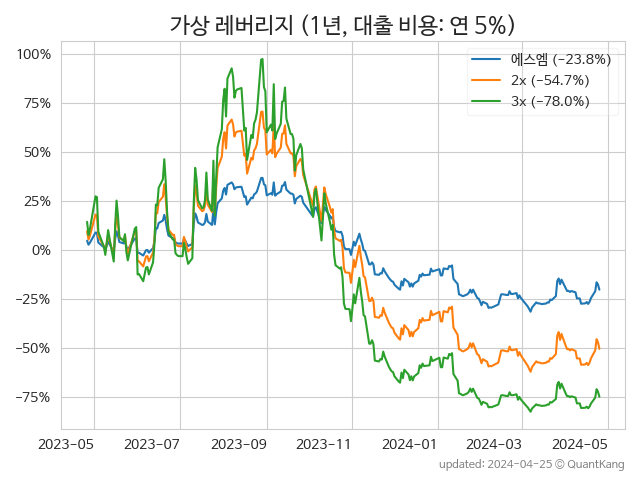 가상 레버리지 (1년, 대출 비용: 연 5%)
에스엠 (−23.8%)
2x (−54.7%)
3x (−78.0%)
100%
75%
50%
25%
0%
−25%
−50%
−75%
2023-05 2023-07 2023-09 2023-11 2024-01 2024-03 2024-05
updated: 2024-04-25 © QuantKang